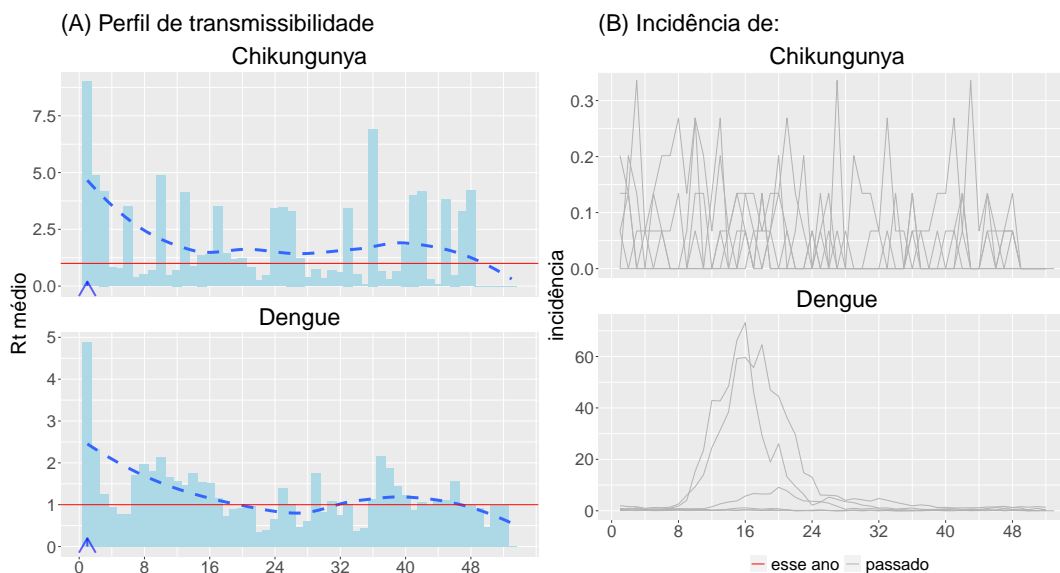 (A) Perfil de transmissibilidade
Chikungunya
7.5
5.0
2.5
0.0
Dengue
5
4
3
2
1
0
0 8 16 24 32 40 48
Rt médio
(B) Incidência de:
Chikungunya
0.3
0.2
0.1
0.0
Dengue
60
40
20
0
0 8 16 24 32 40 48
incidência
esse ano passado